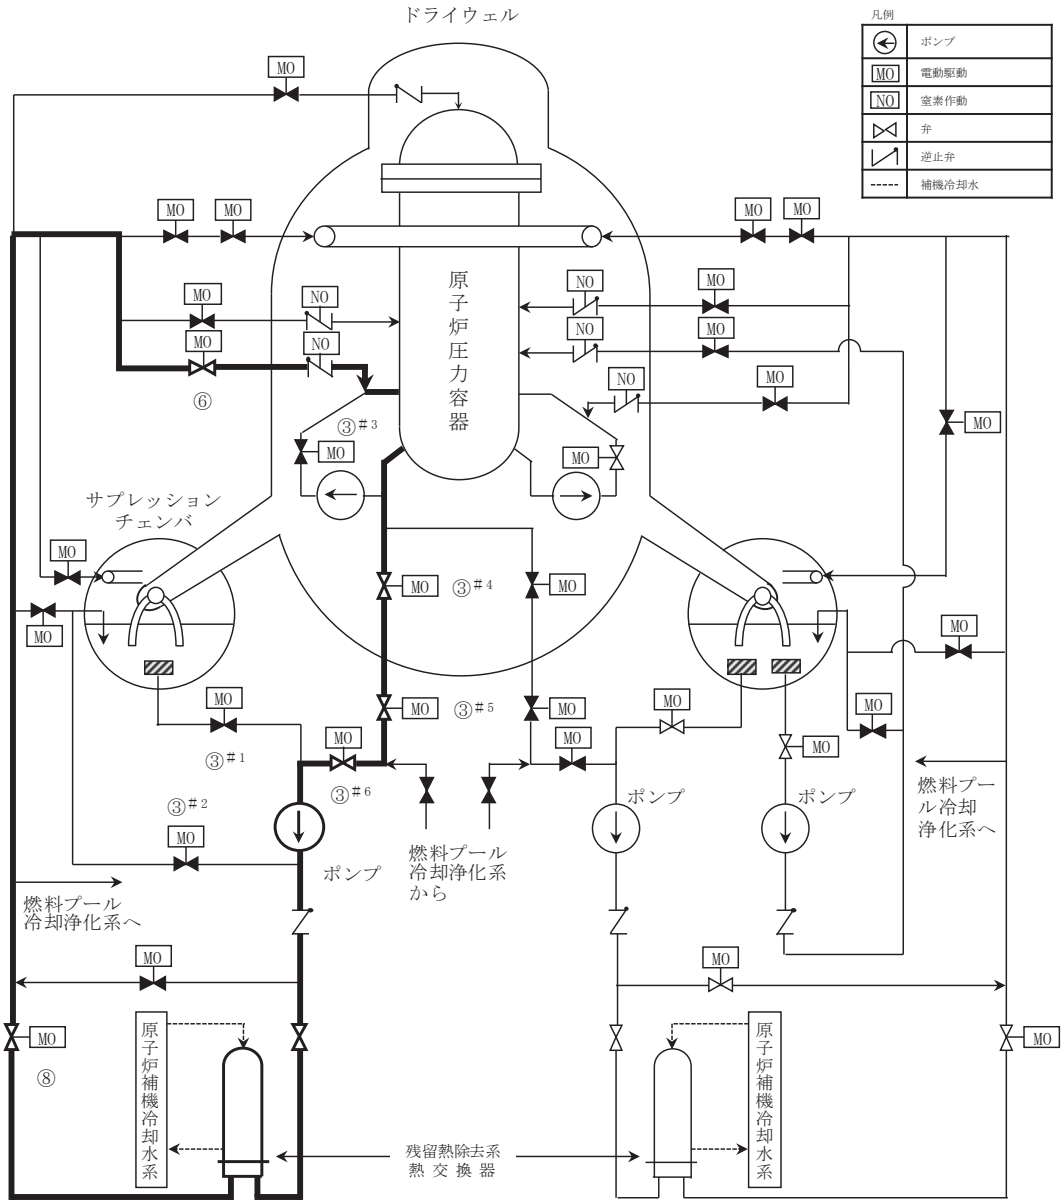 ドライウェル
凡例
ポンプ
MO
電動駆動
NO
窒素作動
弁
逆止弁
補機冷却水
MO
MO
MO
MO
MO
MO
NO
NO
MO
MO
NO
NO
MO
MO
⑥
原子炉圧力容器
NO
MO
③#3
MO
MO
MO
サプレッション
チェンバ
MO
MO
③#4
MO
MO
MO
MO
③#5
MO
MO
MO
③#1
MO
③#6
MO
MO
MO
③#2
MO
ポンプ
燃料プール
冷却浄化系
から
ポンプ
ポンプ
燃料プー
ル冷却
浄化系へ
燃料プール
冷却浄化系へ
MO
MO
MO
⑧
原子炉補機冷却水系
原子炉補機冷却水系
MO
残留熱除去系
熱交換器